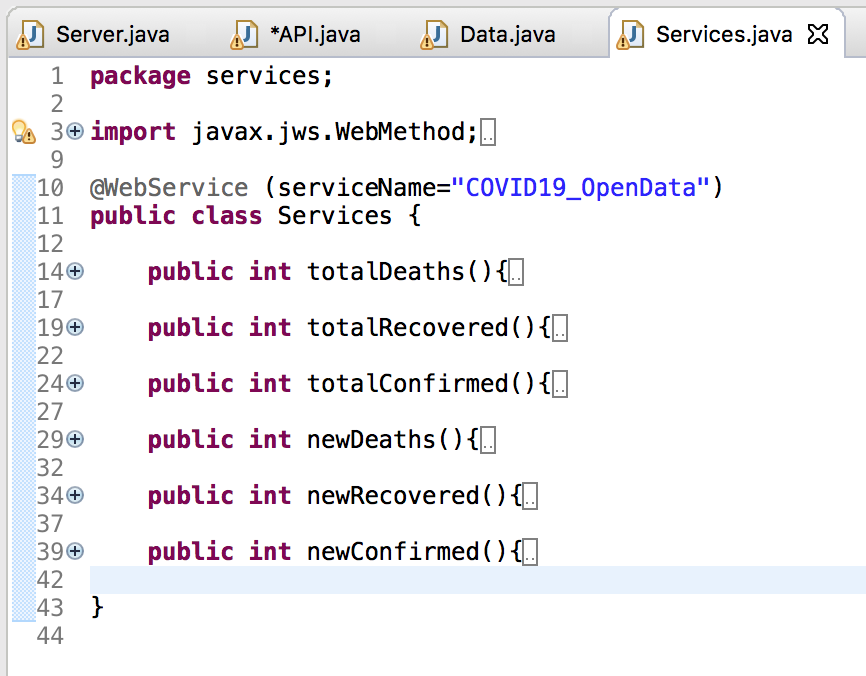 Server.java *API.java Data.java Services.java
1 package services;
2
3 import javax.jws.WebMethod;
9
10 @WebService (serviceName="COVID19_OpenData")
11 public class Services {
12
14 public int totalDeaths(){
17
19 public int totalRecovered(){
22
24 public int totalConfirmed(){
27
29 public int newDeaths(){
32
34 public int newRecovered(){
37
39 public int newConfirmed(){
42
43 }
44